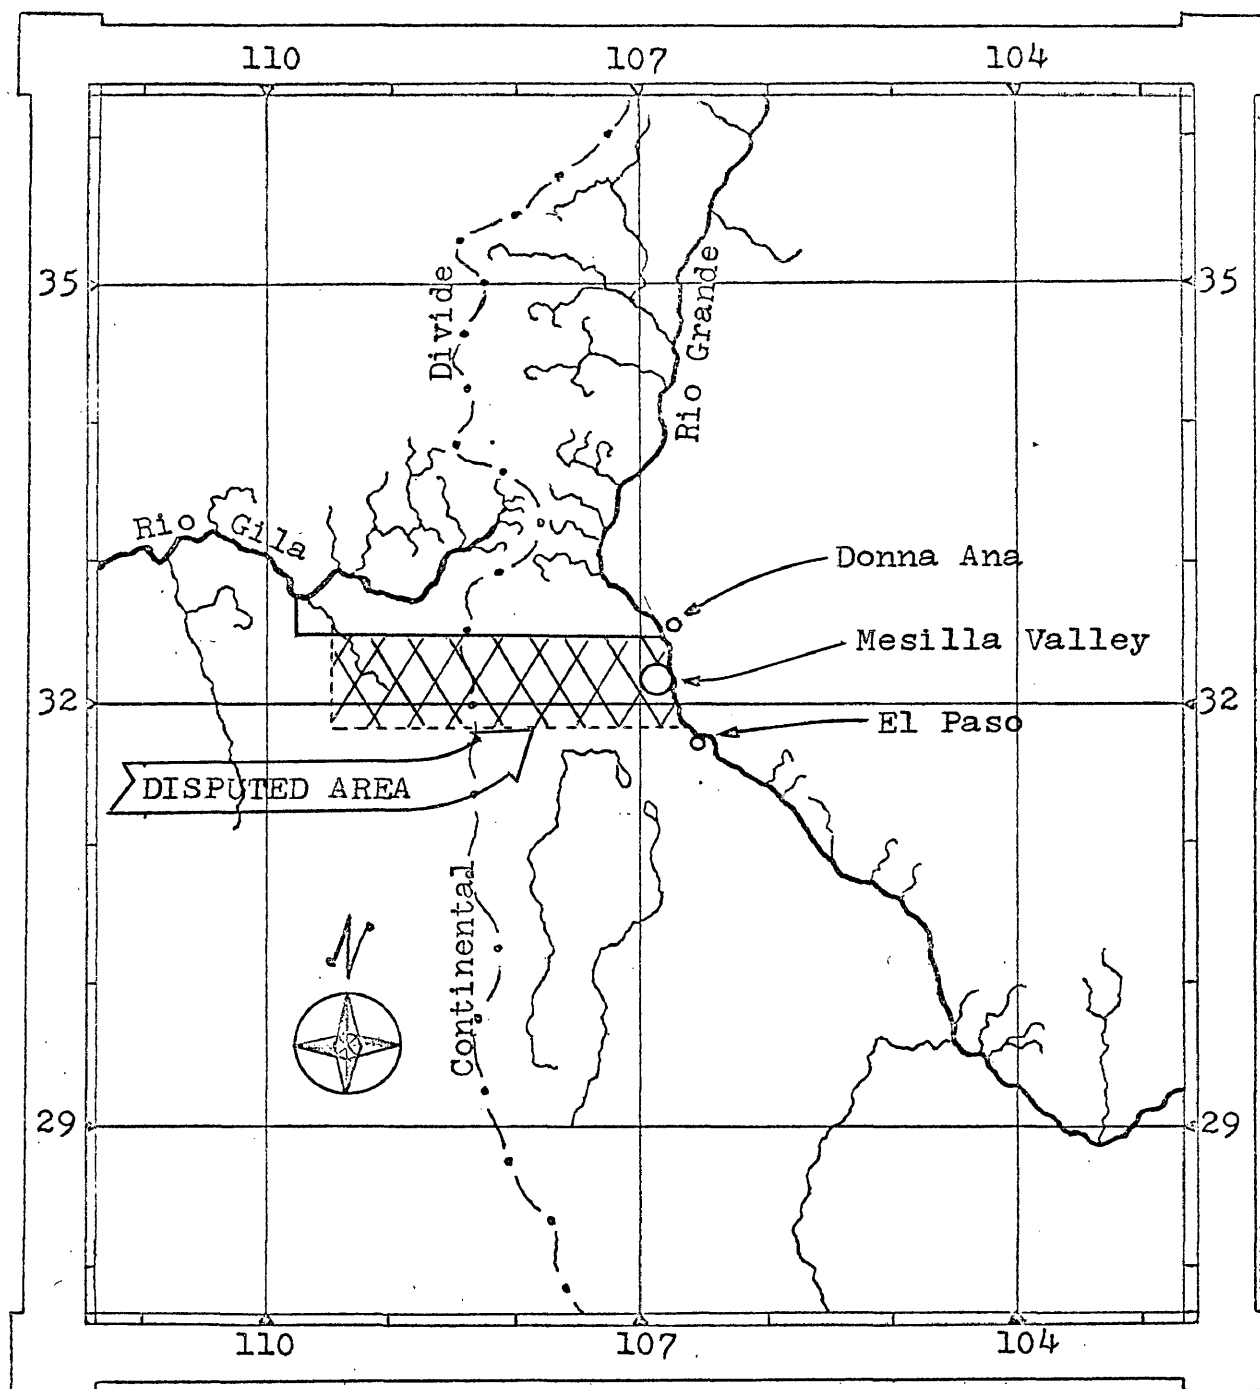 110 107 104
35 35
Divide
Rio Grande
Rio Gila
Donna Ana
Mesilla Valley
32
El Paso
DISPUTED AREA
Continental
N
29 29
110 107 104